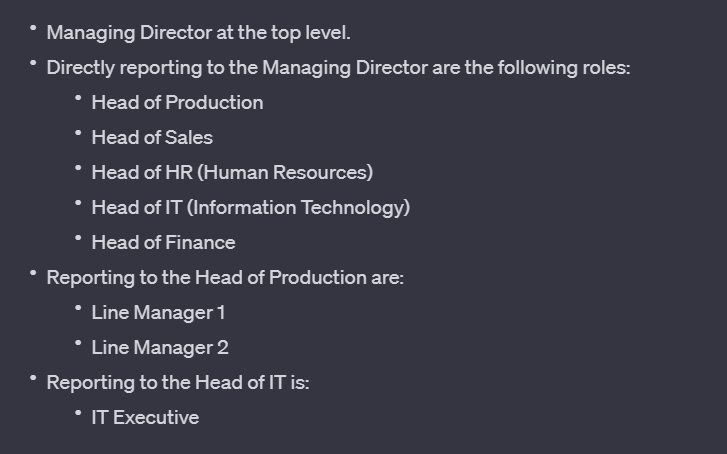 Managing Director at the top level.
Directly reporting to the Managing Director are the following roles:
Head of Production
Head of Sales
Head of HR (Human Resources)
Head of IT (Information Technology)
Head of Finance
Reporting to the Head of Production are:
Line Manager 1
Line Manager 2
Reporting to the Head of IT is:
IT Executive